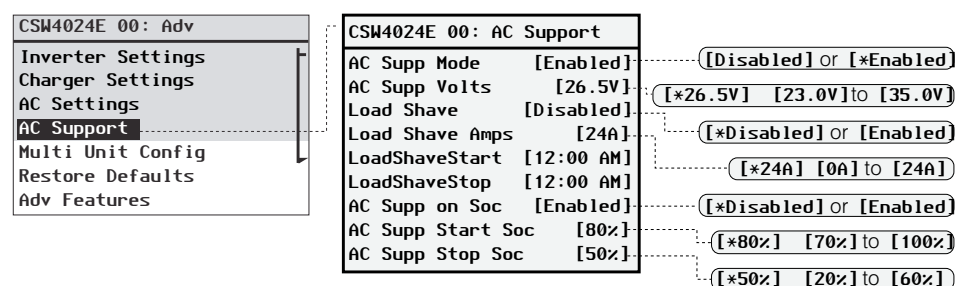 CSW4024E 00: Adv
Inverter Settings
Charger Settings
AC Settings
AC Support
Multi Unit Config
Restore Defaults
Adv Features
CSW4024E 00: AC Support
AC Supp Mode [Enabled]
AC Supp Volts [26.5V]
Load Shave [Disabled]
Load Shave Amps [24A]
LoadShaveStart [12:00 AM]
LoadShaveStop [12:00 AM]
AC Supp on Soc [Enabled]
AC Supp Start Soc [80%]
AC Supp Stop Soc [50%]
[Disabled] or [*Enabled]
[*26.5V] [23.0V] to [35.0V]
[*Disabled] or [Enabled]
[*24A] [0A] to [24A]
[*Disabled] or [Enabled]
[*80%] [70%] to [100%]
[*50%] [20%] to [60%]